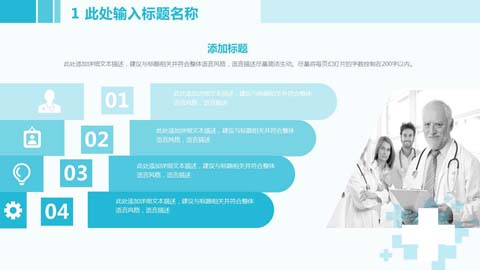 1 此处输入标题名称
添加标题
此处添加详细文本描述，建议与标题相关并符合整体语言风格，语言描述尽量简洁生动。尽量将每页幻灯片的字数控制在200字以内。
01
此处添加详细文本描述，建议与标题相关并符合整体
语言风格，语言描述
02
此处添加详细文本描述，建议与标题相关并符合整体
语言风格，语言描述
03
此处添加详细文本描述，建议与标题相关并符合整体
语言风格，语言描述
04
此处添加详细文本描述，建议与标题相关并符合整体
语言风格，语言描述